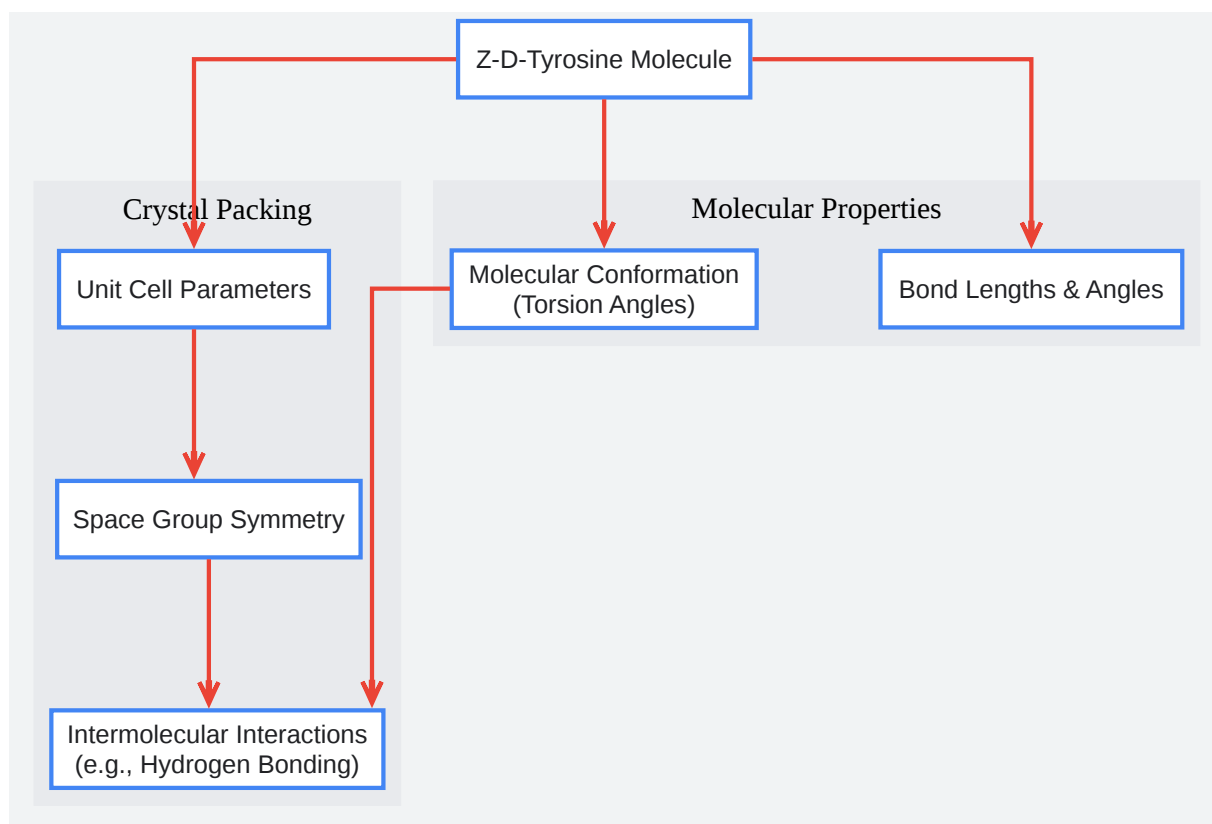 Z-D-Tyrosine Molecule
Crystal Packing
Molecular Properties
Unit Cell Parameters
Molecular Conformation
(Torsion Angles)
Bond Lengths & Angles
Space Group Symmetry
Intermolecular Interactions
(e.g., Hydrogen Bonding)